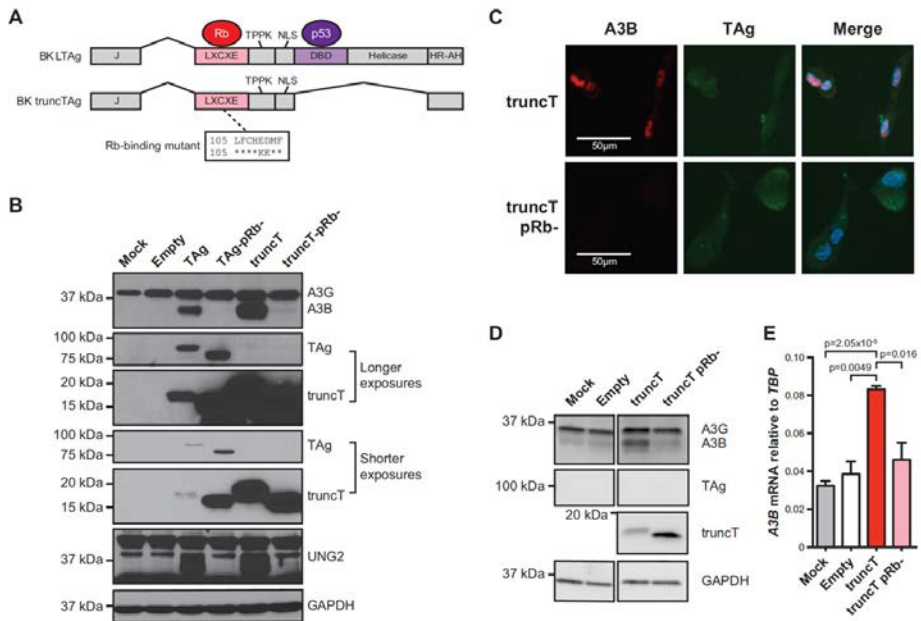 A
Rb
p53
TPPK NLS
BK LTAg
J
LXCXE
DBD
Helicase
HR-AH
TPPK NLS
BK truncTAg
J
LXCXE
Rb-binding mutant
105 LFCHEDMF
105 ****KK**
B
Mock
Empty
TAg
TAg-pRb-
truncT
truncT-pRb-
37 kDa
A3G
A3B
100 kDa
75 kDa
TAg
20 kDa
15 kDa
truncT
Longer
exposures
100 kDa
75 kDa
TAg
20 kDa
15 kDa
truncT
Shorter
exposures
37 kDa
UNG2
37 kDa
GAPDH
C
A3B
TAg
Merge
truncT
50µm
50µm
truncT
pRb-
50µm
50µm
D
Mock
Empty
truncT
truncT pRb-
37 kDa
A3G
A3B
100 kDa
TAg
20 kDa
truncT
37 kDa
GAPDH
E
p=2.05x10⁻⁵
p=0.016
p=0.0049
A3B mRNA relative to TBP
0.10
0.08
0.06
0.04
0.02
0.00
Mock
Empty
truncT
truncT pRb-